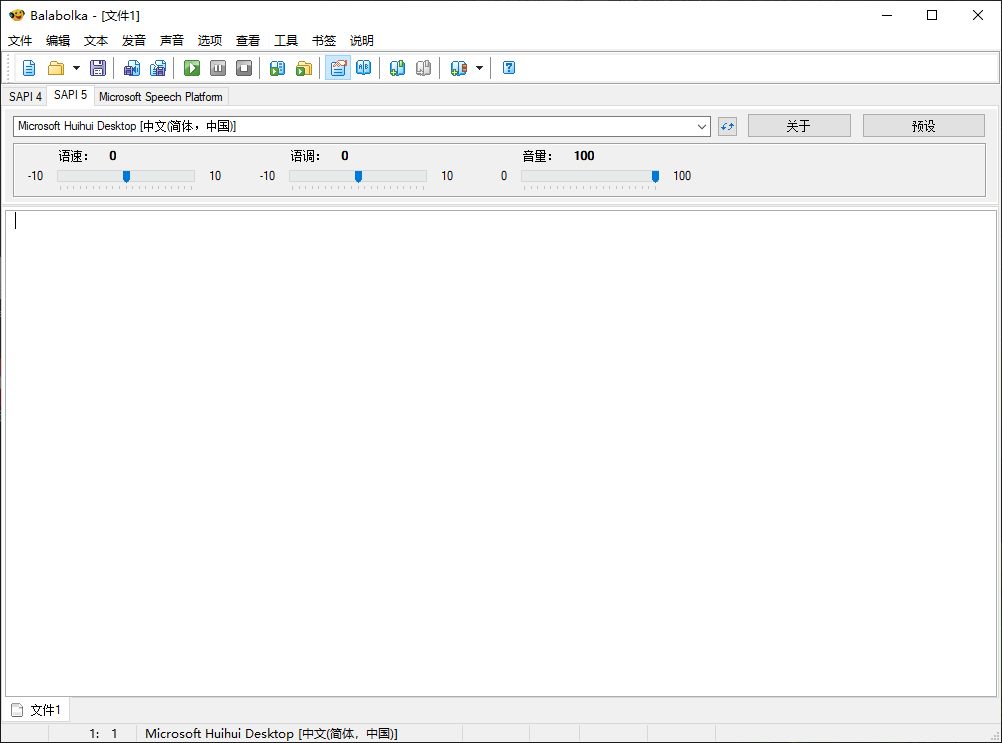 Balabolka - [文件1]
文件 编辑 文本 发音 声音 选项 查看 工具 书签 说明
SAPI 4 SAPI 5 Microsoft Speech Platform
Microsoft Huihui Desktop [中文(简体，中国)] 关于 预设
语速： 0 语调： 0 音量： 100
-10 10 -10 10 0 100
文件1
1: 1 Microsoft Huihui Desktop [中文(简体，中国)]